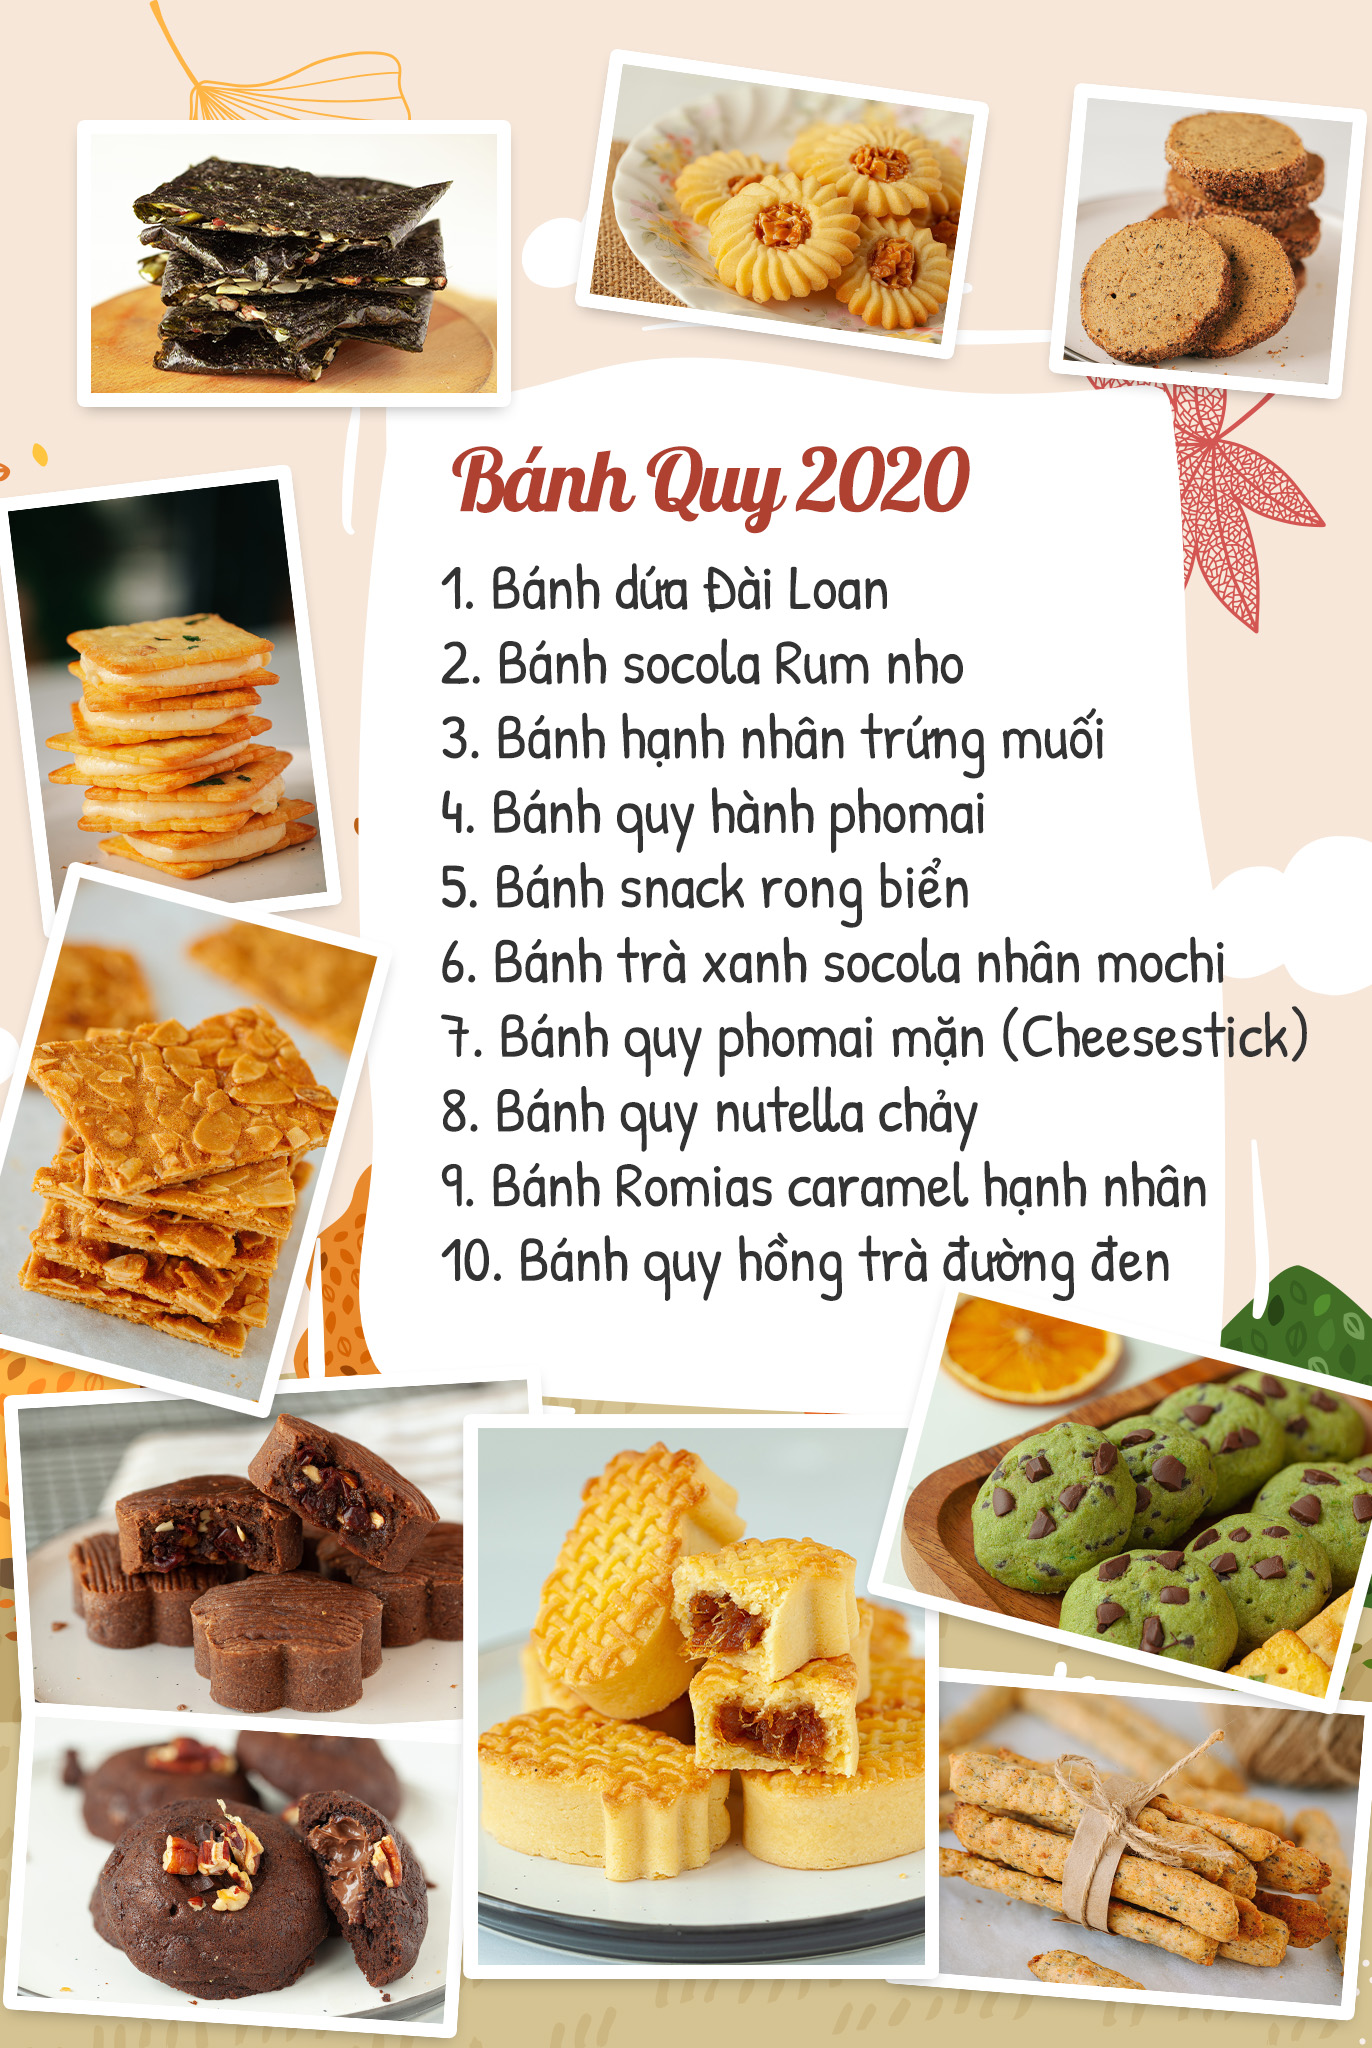 Bánh Quy 2020
1. Bánh dứa Đài Loan
2. Bánh socola Rum nho
3. Bánh hạnh nhân trứng muối
4. Bánh quy hành phomai
5. Bánh snack rong biển
6. Bánh trà xanh socola nhân mochi
7. Bánh quy phomai mặn (Cheesestick)
8. Bánh quy nutella chảy
9. Bánh Romias caramel hạnh nhân
10. Bánh quy hồng trà đường đen